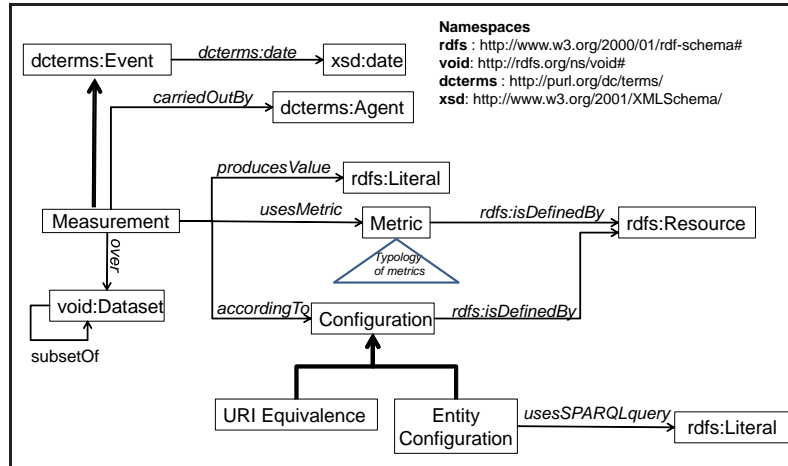 Namespaces
rdfs : http://www.w3.org/2000/01/rdf-schema#
void: http://rdfs.org/ns/void#
dcterms : http://purl.org/dc/terms/
xsd: http://www.w3.org/2001/XMLSchema/
dcterms:Event
dcterms:date
xsd:date
carriedOutBy
dcterms:Agent
producesValue
rdfs:Literal
Measurement
usesMetric
Metric
rdfs:isDefinedBy
rdfs:Resource
over
Typology
of metrics
void:Dataset
subsetOf
accordingTo
Configuration
rdfs:isDefinedBy
URI Equivalence
Entity
Configuration
usesSPARQLquery
rdfs:Literal